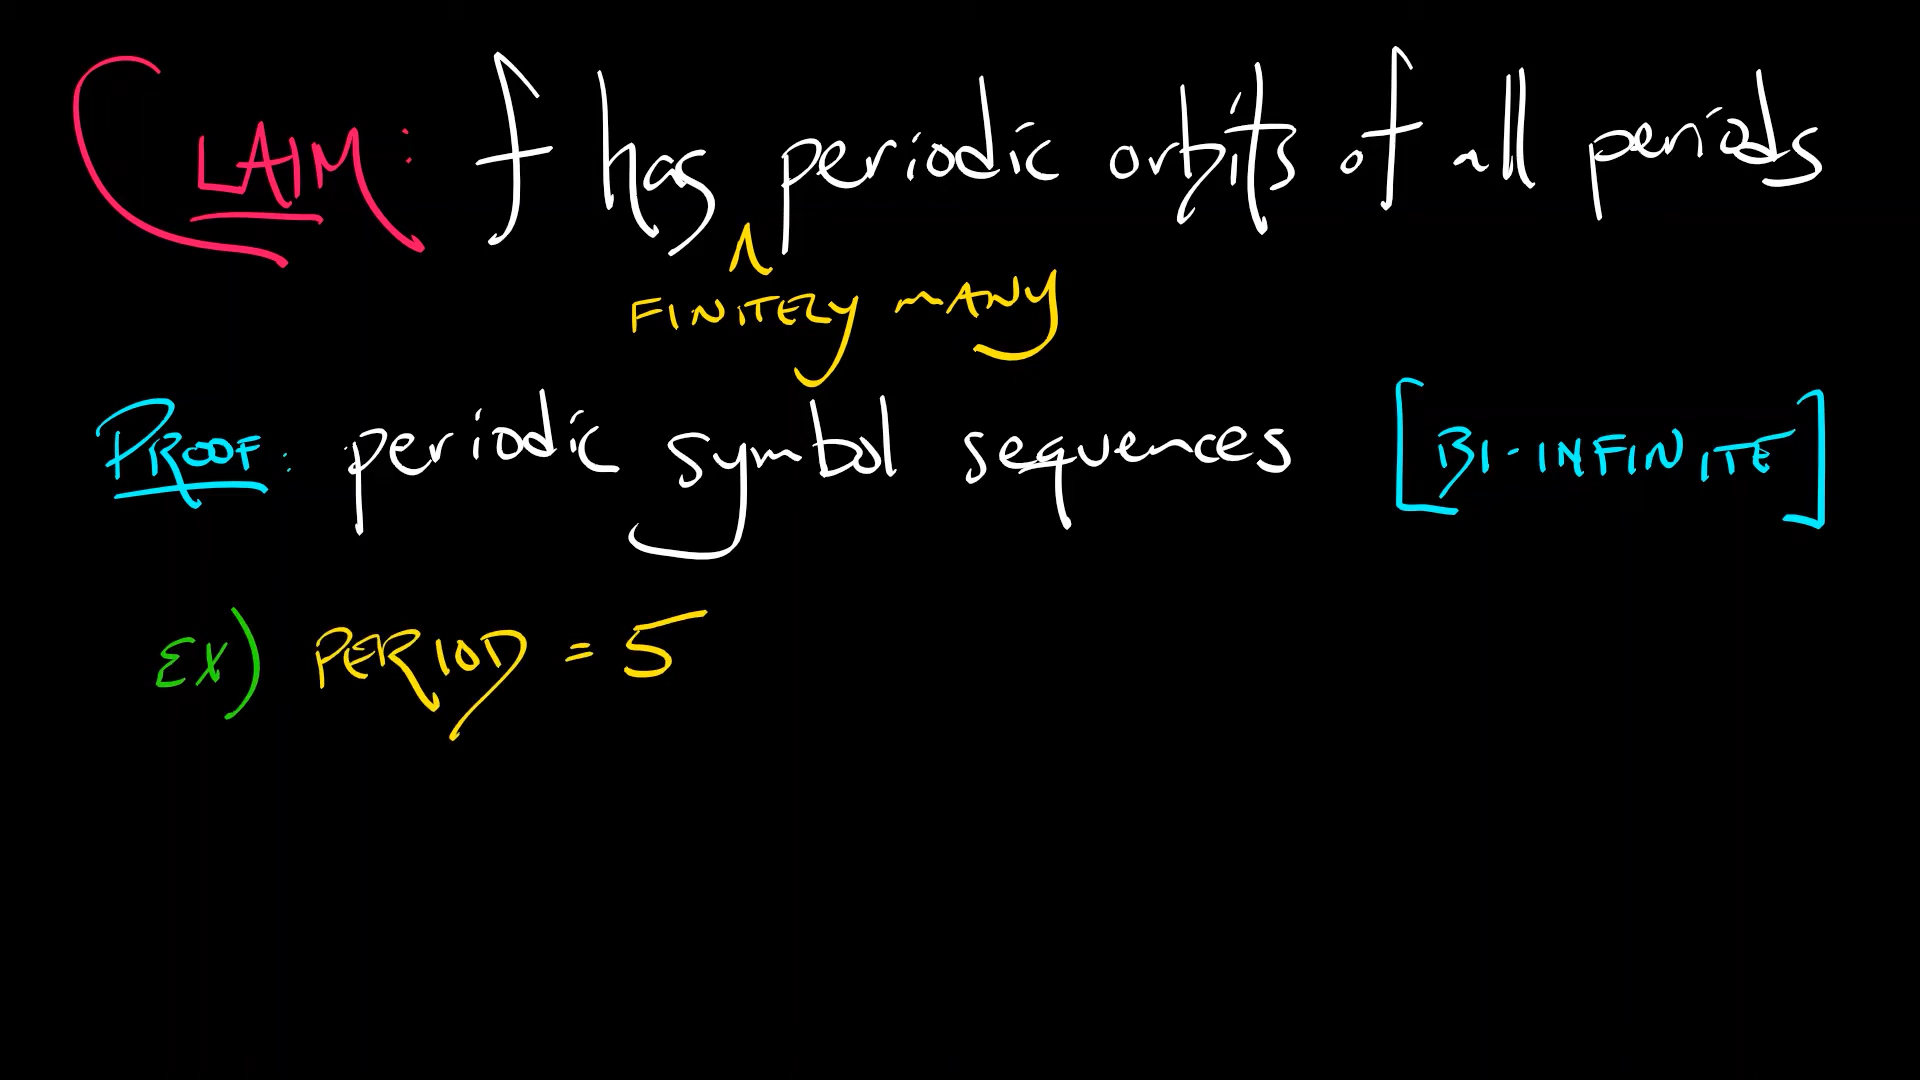 CLAIM: f has periodic orbits of all periods
^
FINITELY MANY
PROOF: periodic symbol sequences [BI-INFINITE]
EX) PERIOD = 5